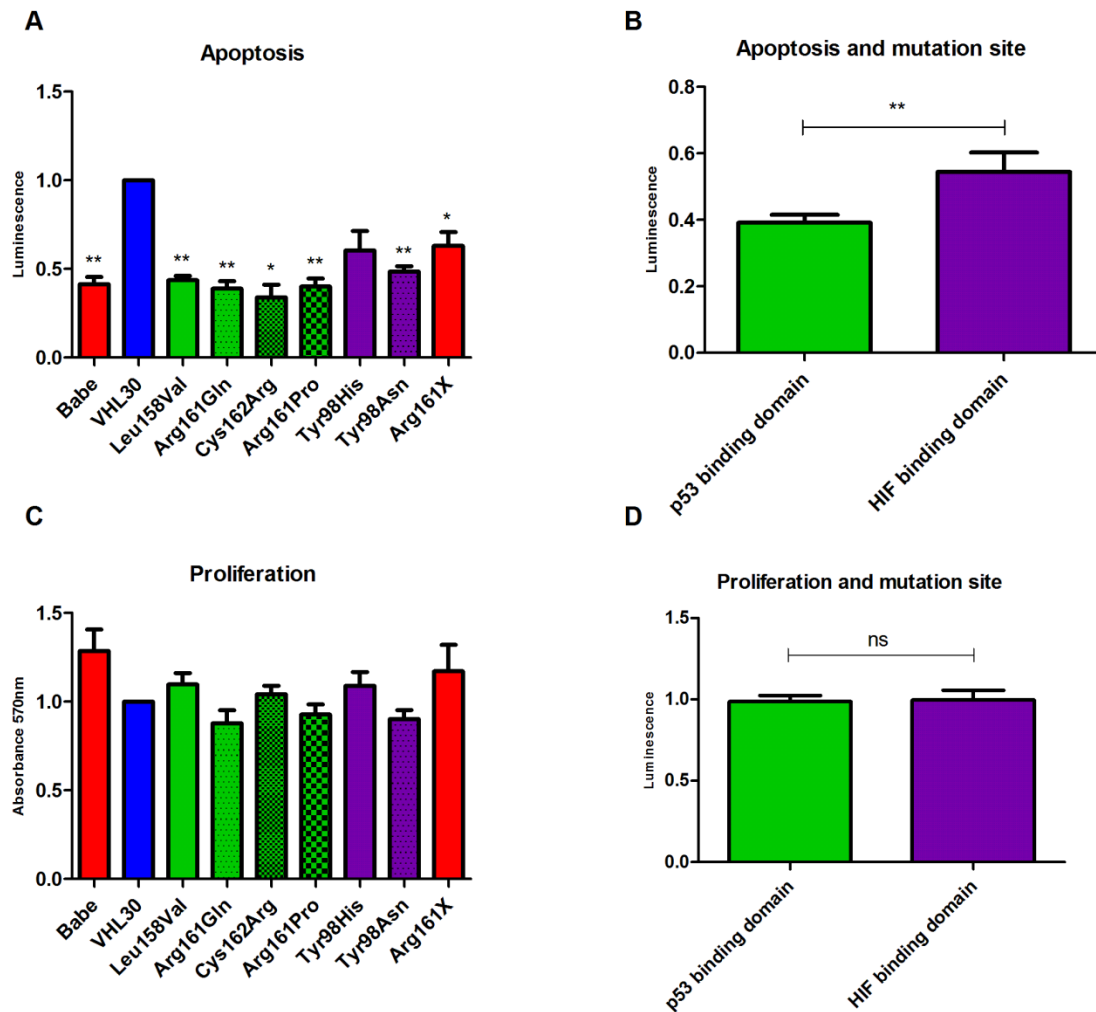 A
Apoptosis
Luminescence
1.5
1.0
0.5
0.0
**
**
**
*
**
**
*
Babe
VHL30
Leu158Val
Arg161Gln
Cys162Arg
Arg161Pro
Tyr98His
Tyr98Asn
Arg161X
B
Apoptosis and mutation site
Luminescence
0.8
0.6
0.4
0.2
0.0
**
p53 binding domain
HIF binding domain
C
Proliferation
Absorbance 570nm
1.5
1.0
0.5
0.0
Babe
VHL30
Leu158Val
Arg161Gln
Cys162Arg
Arg161Pro
Tyr98His
Tyr98Asn
Arg161X
D
Proliferation and mutation site
Luminescence
1.5
1.0
0.5
0.0
ns
p53 binding domain
HIF binding domain